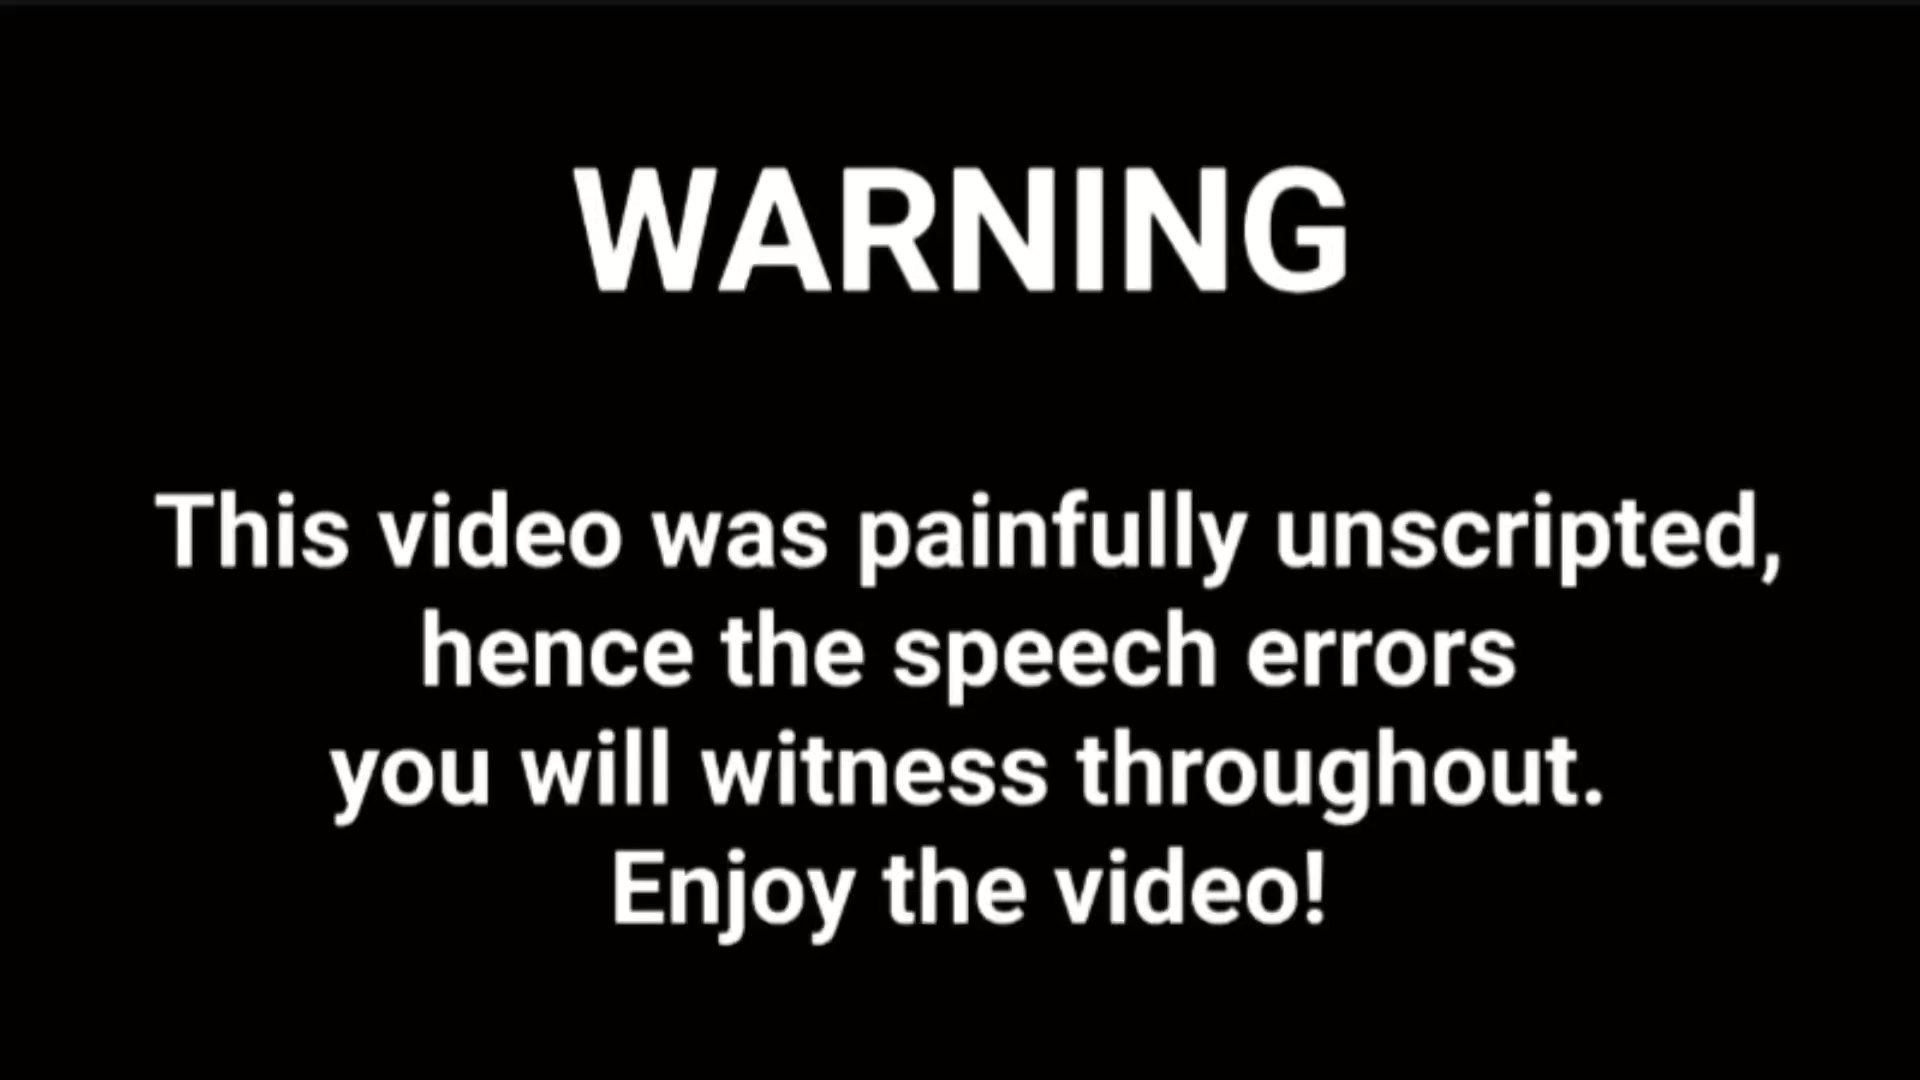 WARNING
This video was painfully unscripted,
hence the speech errors
you will witness throughout.
Enjoy the video!